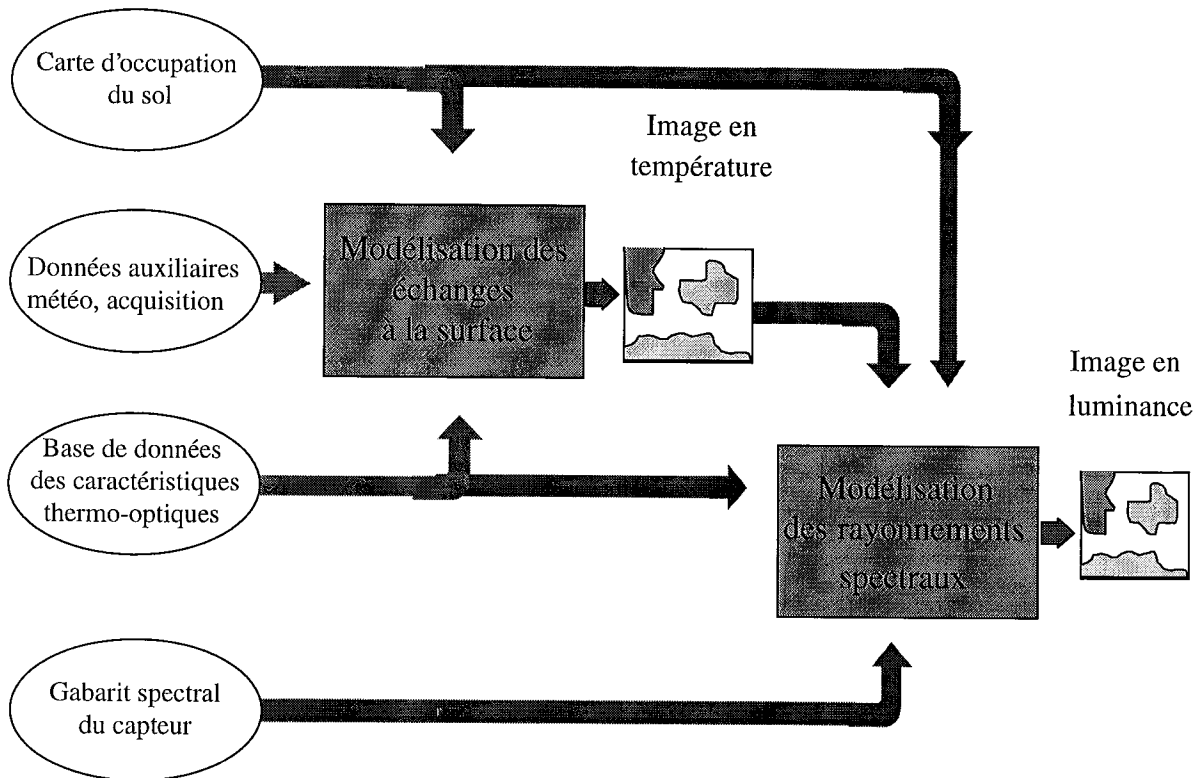 Carte d'occupation
du sol
Image en
température
Données auxiliaires
météo, acquisition
Modélisation des
échanges
à la surface
Image en
luminance
Base de données
des caractéristiques
thermo-optiques
Modélisation
des rayonnements
spectraux
Gabarit spectral
du capteur